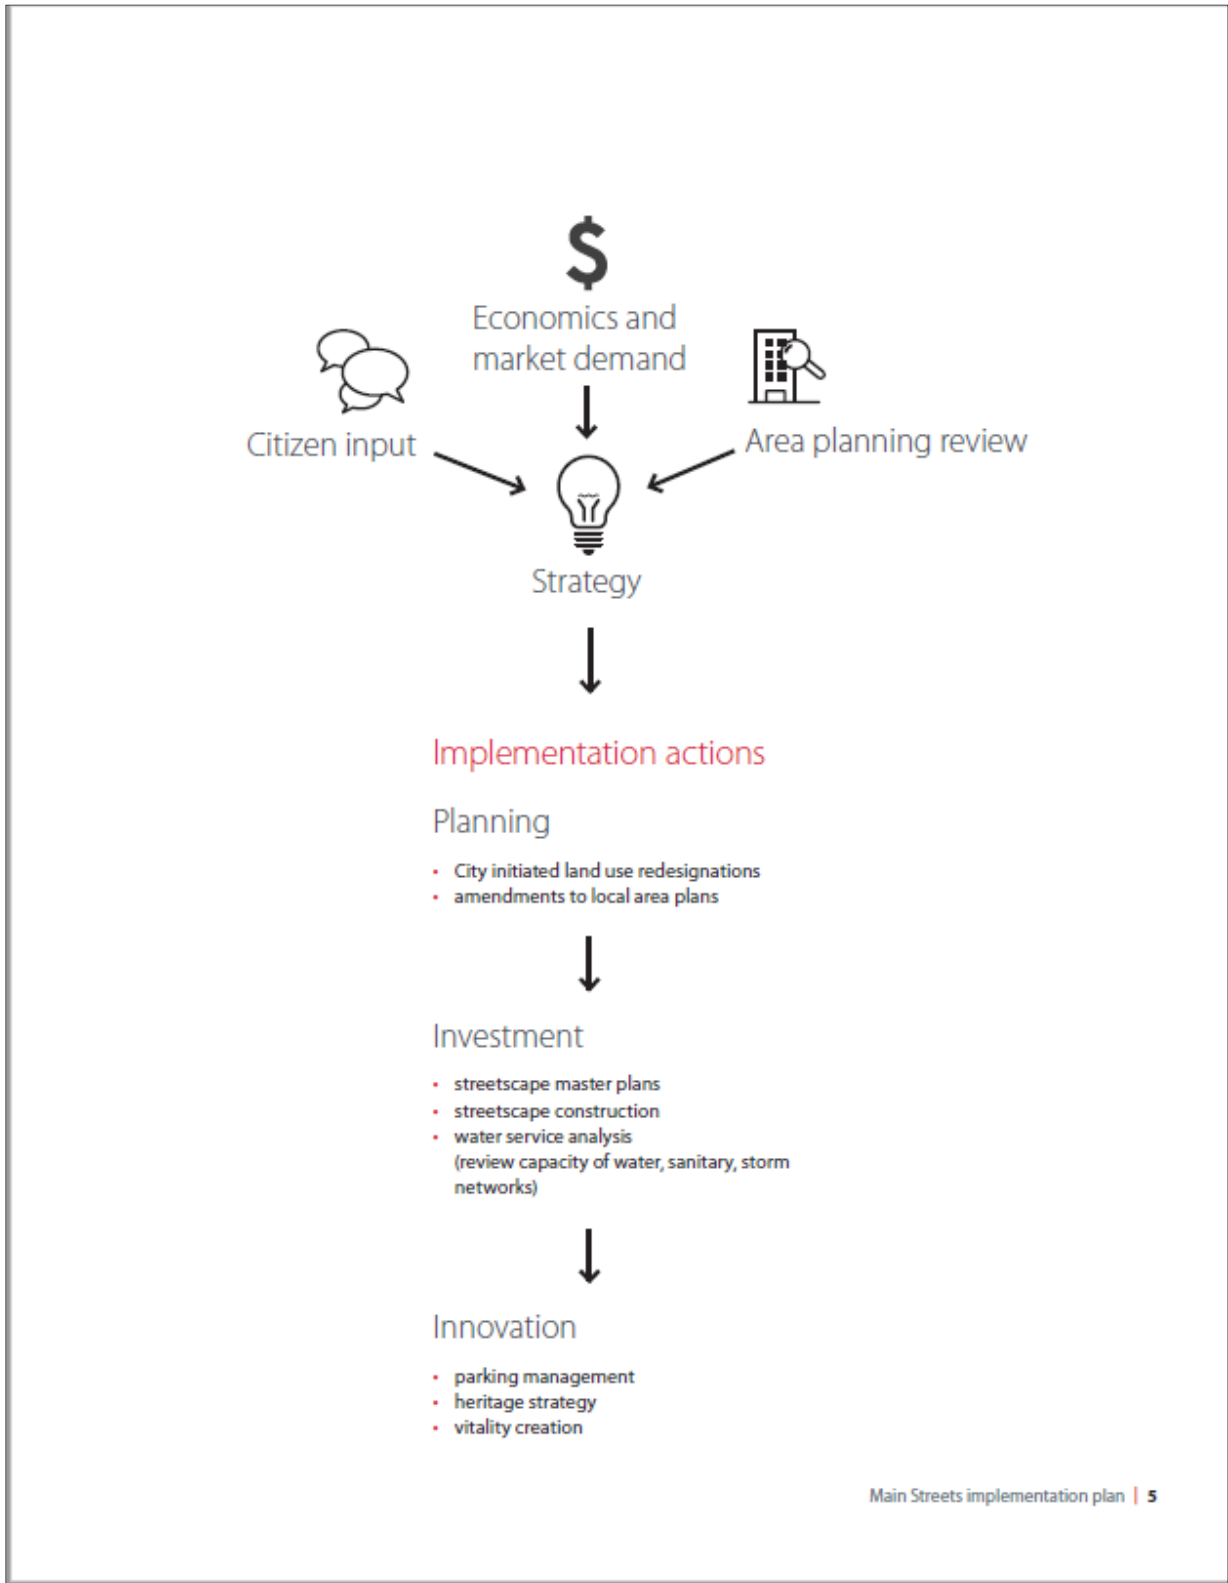 $
Economics and
market demand
Citizen input
Area planning review
Strategy
Implementation actions
Planning
• City initiated land use redesignations
• amendments to local area plans
Investment
• streetscape master plans
• streetscape construction
• water service analysis
(review capacity of water, sanitary, storm
networks)
Innovation
• parking management
• heritage strategy
• vitality creation
Main Streets implementation plan | 5